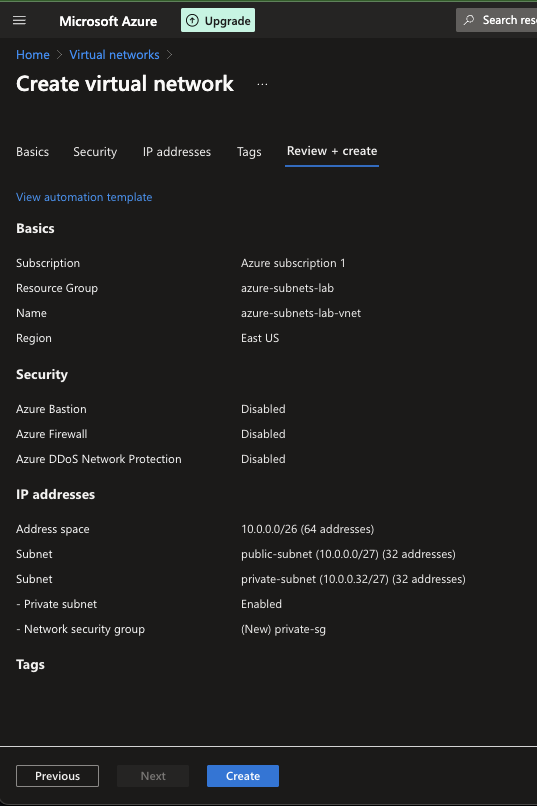 Microsoft Azure Upgrade Search res
Home > Virtual networks >
Create virtual network ...
Basics Security IP addresses Tags Review + create
View automation template
Basics
Subscription Azure subscription 1
Resource Group azure-subnets-lab
Name azure-subnets-lab-vnet
Region East US
Security
Azure Bastion Disabled
Azure Firewall Disabled
Azure DDoS Network Protection Disabled
IP addresses
Address space 10.0.0.0/26 (64 addresses)
Subnet public-subnet (10.0.0.0/27) (32 addresses)
Subnet private-subnet (10.0.0.32/27) (32 addresses)
- Private subnet Enabled
- Network security group (New) private-sg
Tags
Previous Next Create